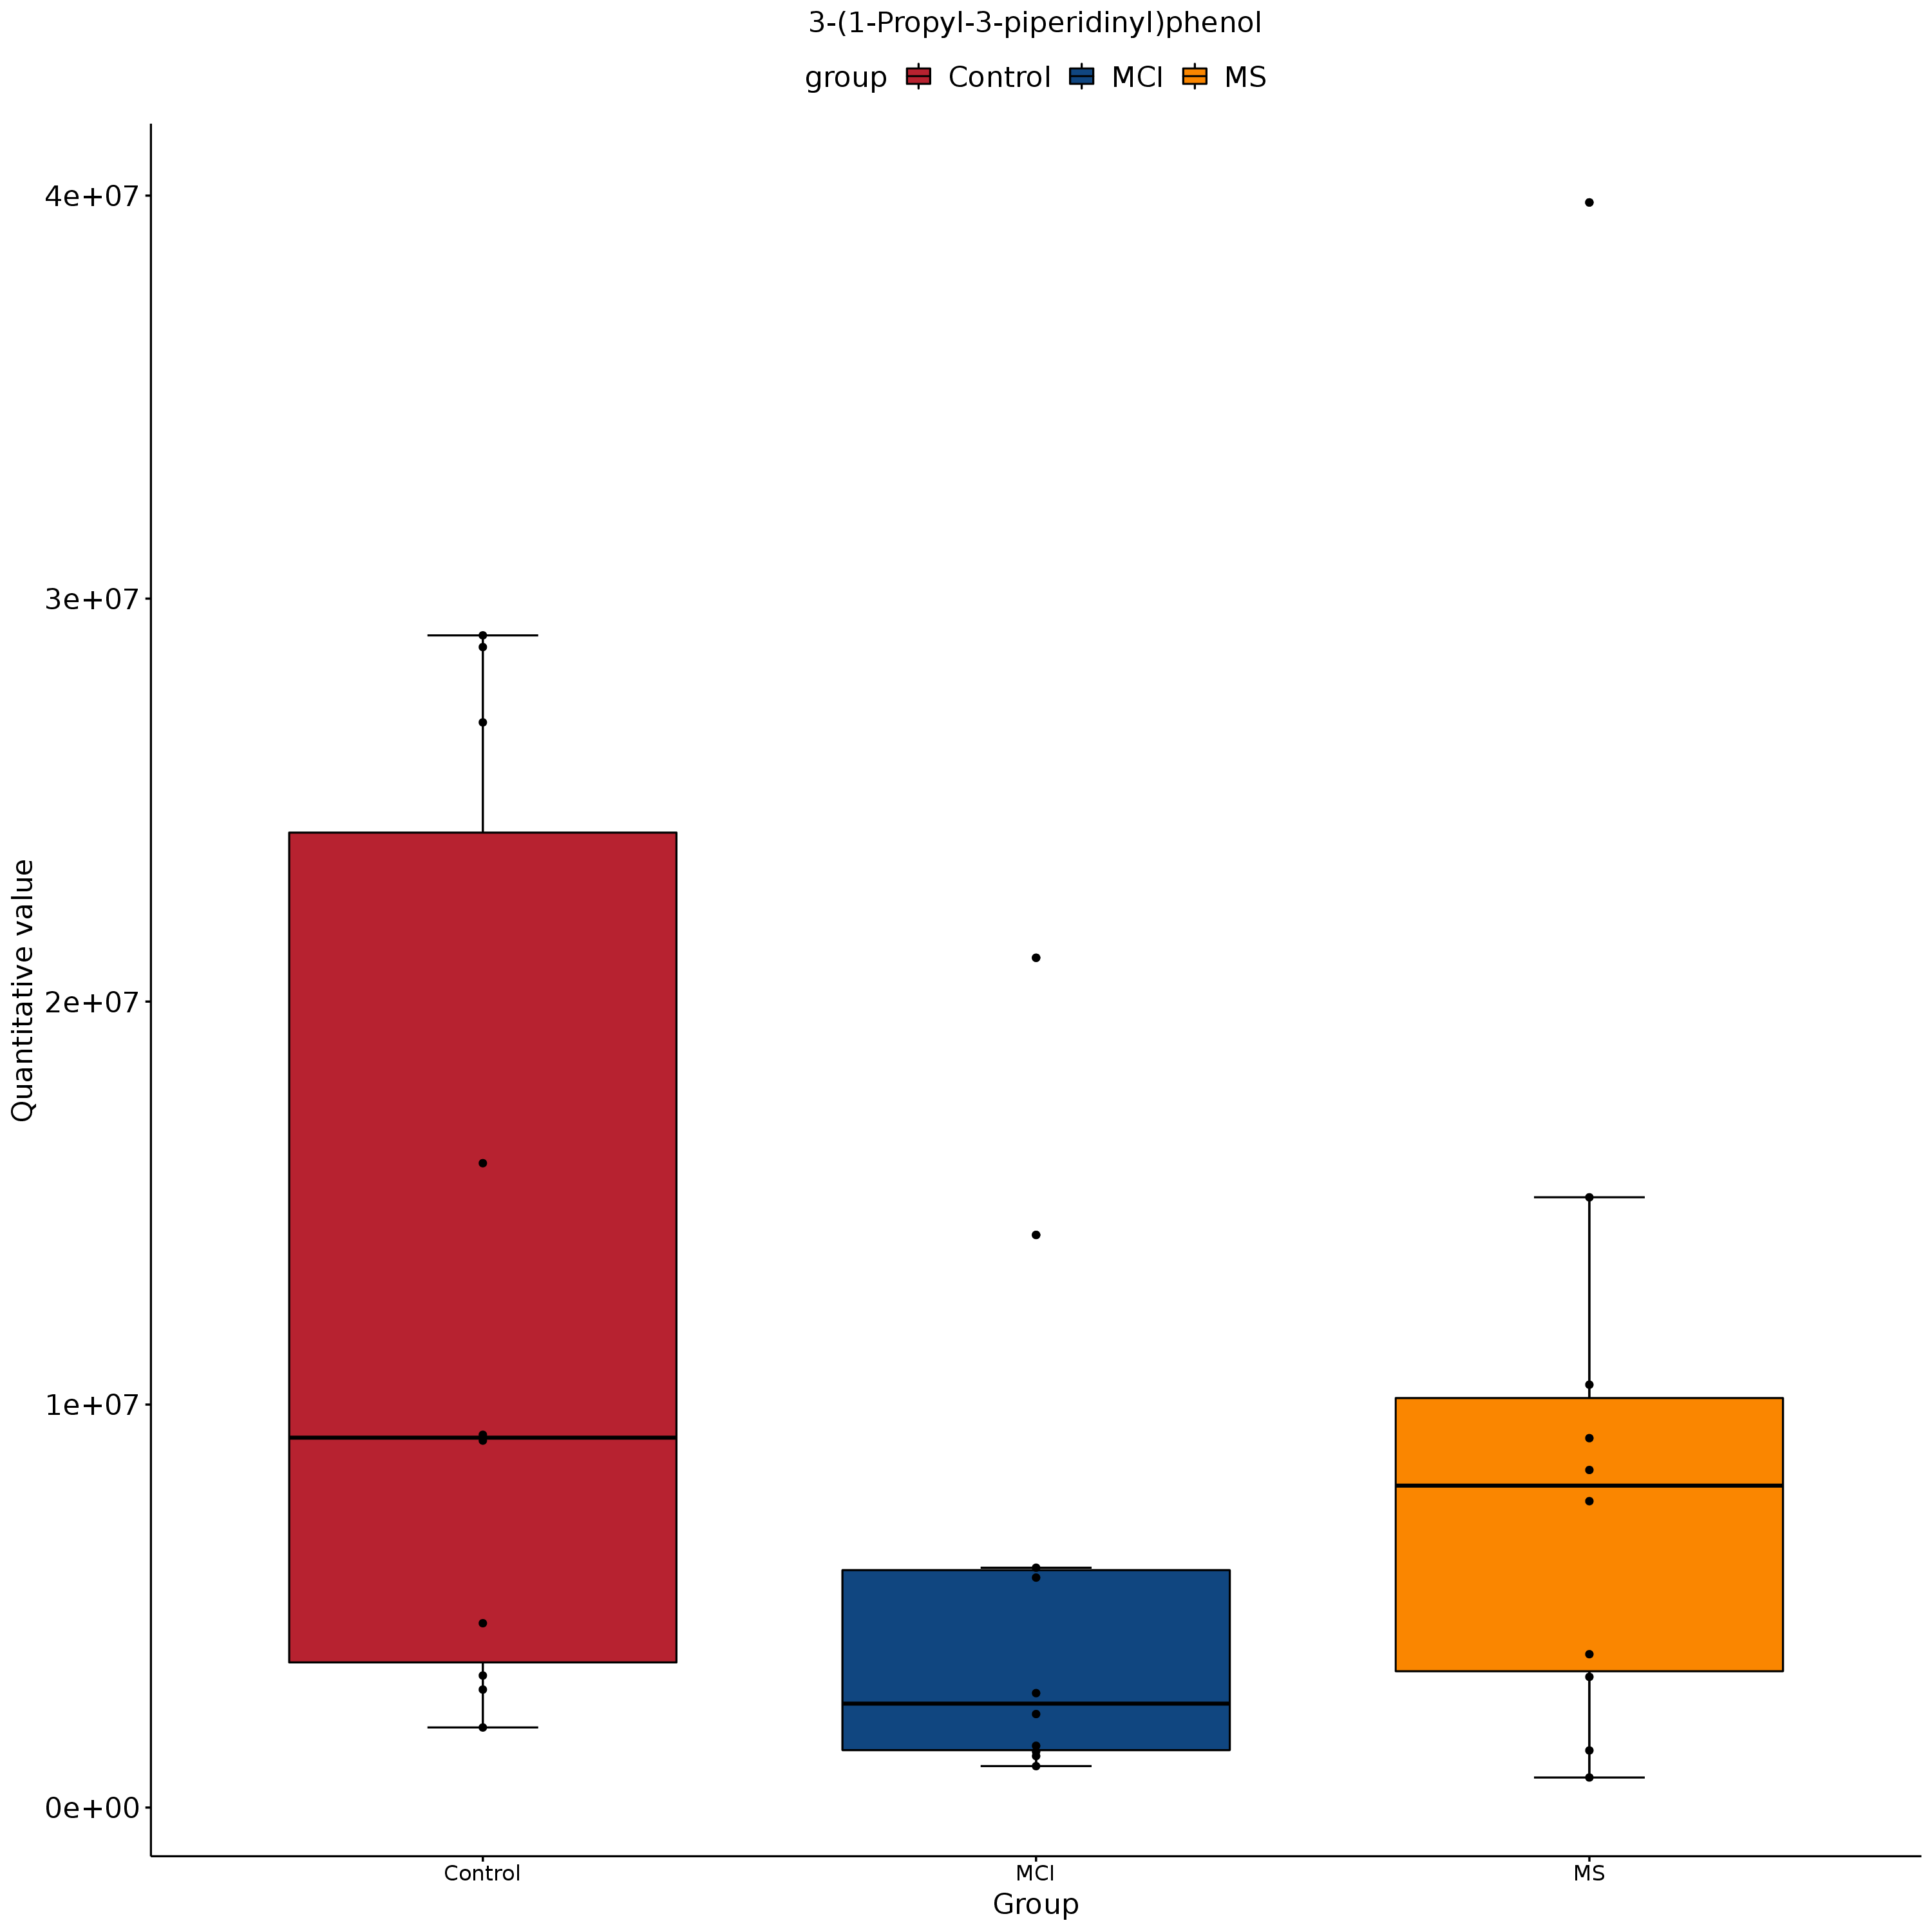 3-(1-Propyl-3-piperidinyl)phenol
group Control MCI MS
4e+07
3e+07
2e+07
1e+07
0e+00
Quantitative value
Control MCI MS
Group